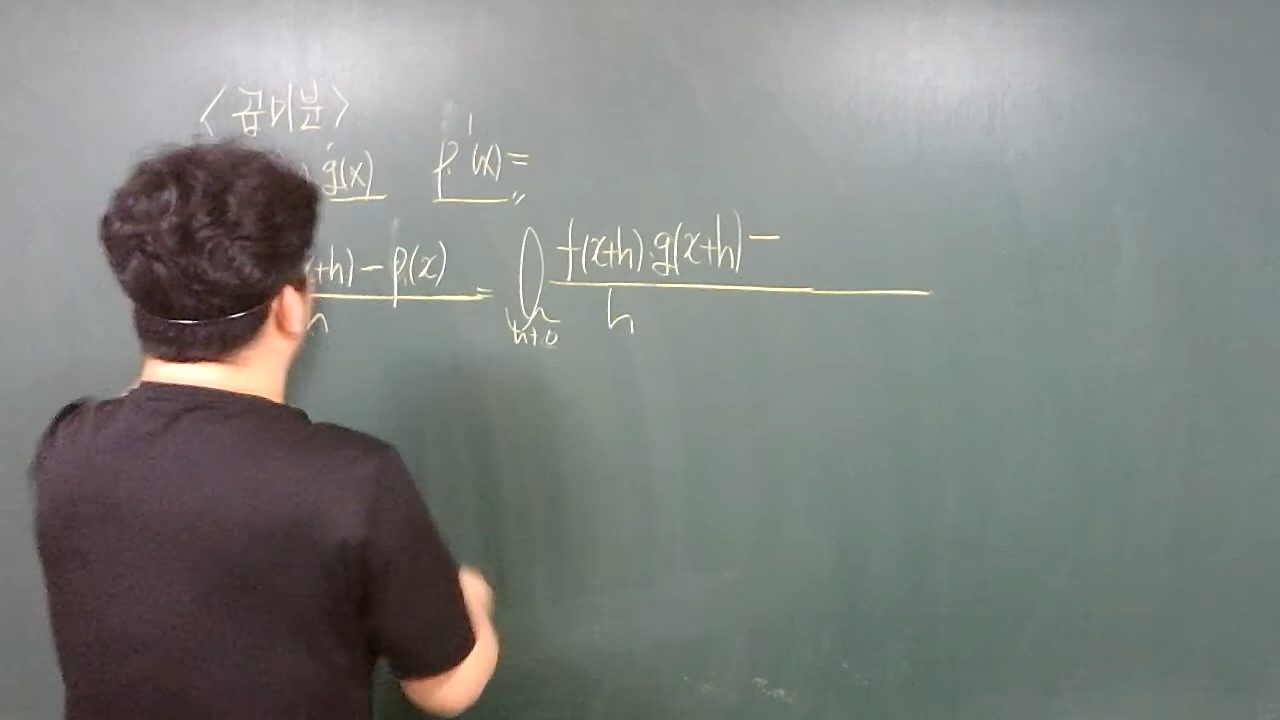 <곱미분>
g(x) p'(x)=
(x+h)-p(x) / h = lim h→0 f(x+h)·g(x+h)- / h